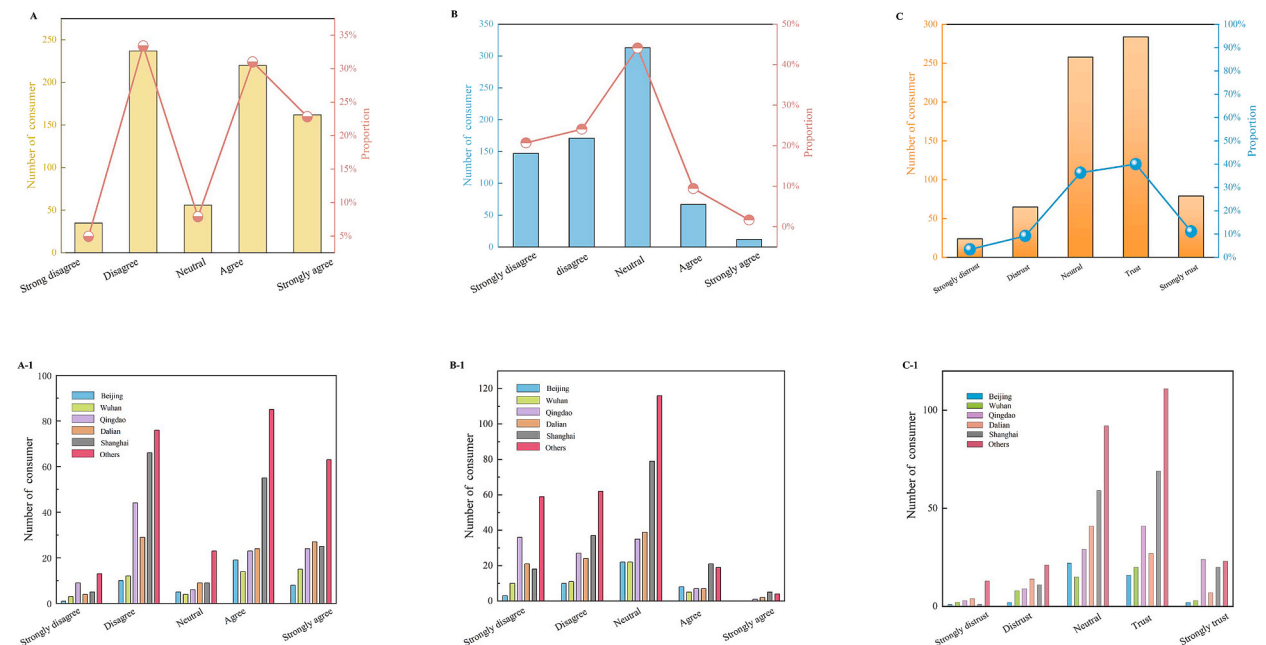 A
Number of consumer
250
200
150
100
50
0
35%
30%
25%
20%
15%
10%
5%
Proportion
Strong disagree
Disagree
Neutral
Agree
Strongly agree
B
Number of consumer
350
300
250
200
150
100
50
0
50%
40%
30%
20%
10%
0%
Proportion
Strongly disagree
disagree
Neutral
Agree
Strongly agree
C
Number of consumer
300
250
200
150
100
50
0
100%
90%
80%
70%
60%
50%
40%
30%
20%
10%
0%
Proportion
Strongly distrust
Distrust
Neutral
Trust
Strongly trust
A-1
Number of consumer
100
80
60
40
20
0
Beijing
Wuhan
Qingdao
Dalian
Shanghai
Others
Strongly disagree
Disagree
Neutral
Agree
Strongly agree
B-1
Number of consumer
120
100
80
60
40
20
0
Beijing
Wuhan
Qingdao
Dalian
Shanghai
Others
Strongly disagree
Disagree
Neutral
Agree
Strongly agree
C-1
Number of consumer
100
50
0
Beijing
Wuhan
Qingdao
Dalian
Shanghai
Others
Strongly distrust
Distrust
Neutral
Trust
Strongly trust